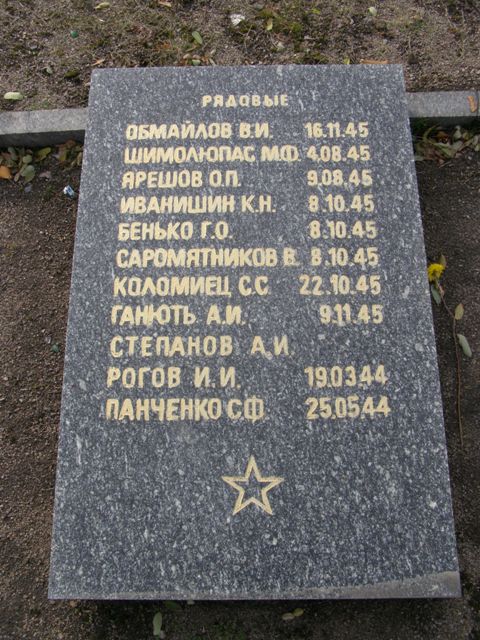 РЯДОВЫЕ
ОБМАЙЛОВ В.И. 16.11.45
ШИМОЛЮПАС М.Ф. 4.08.45
ЯРЕШОВ О.П. 9.08.45
ИВАНИШИН К.Н. 8.10.45
БЕНЬКО Г.О. 8.10.45
САРОМЯТНИКОВ В. 8.10.45
КОЛОМИЕЦ С.С. 22.10.45
ГАНЮТЬ А.И. 9.11.45
СТЕПАНОВ А.И.
РОГОВ И.И. 19.03.44
ПАНЧЕНКО С.Ф. 25.05.44